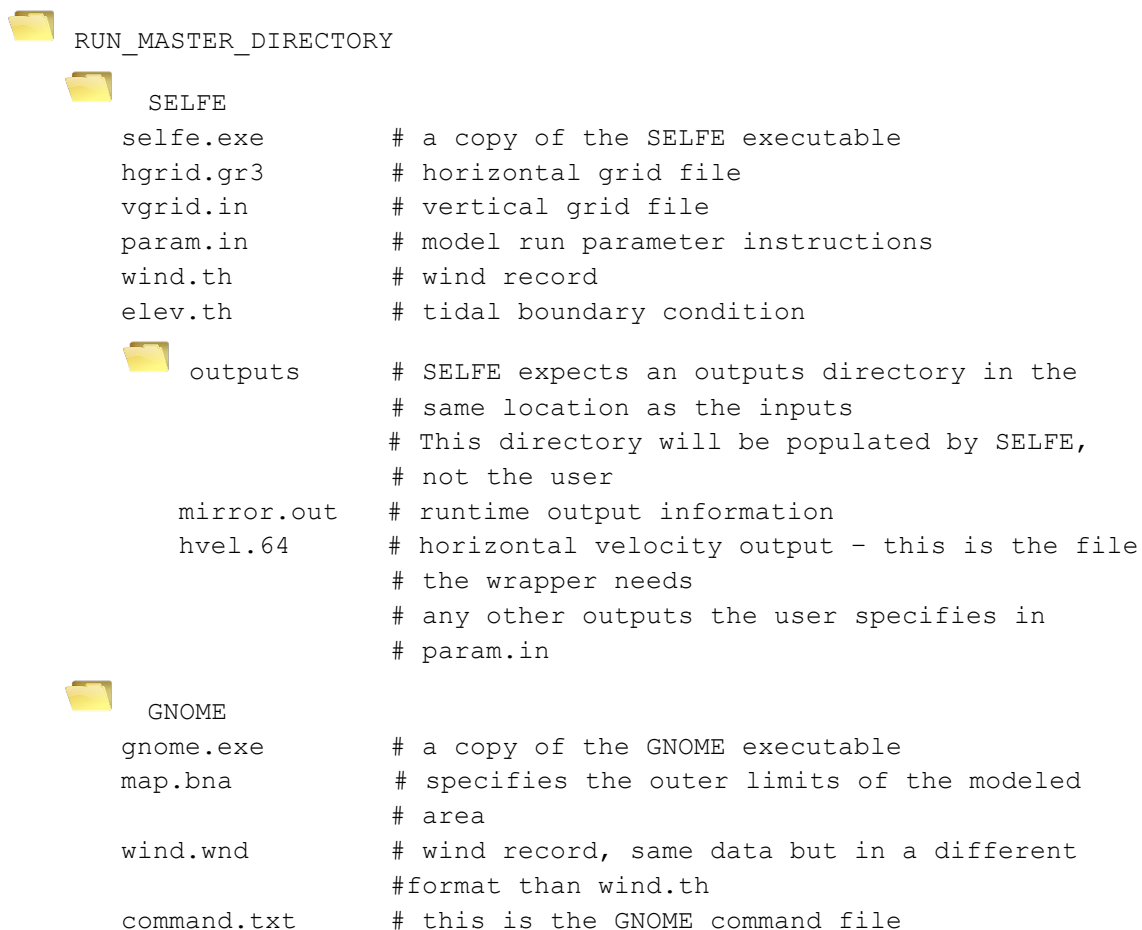 RUN_MASTER_DIRECTORY
SELFE
selfe.exe # a copy of the SELFE executable
hgrid.gr3 # horizontal grid file
vgrid.in # vertical grid file
param.in # model run parameter instructions
wind.th # wind record
elev.th # tidal boundary condition
outputs # SELFE expects an outputs directory in the
# same location as the inputs
# This directory will be populated by SELFE,
# not the user
mirror.out # runtime output information
hvel.64 # horizontal velocity output – this is the file
# the wrapper needs
# any other outputs the user specifies in
# param.in
GNOME
gnome.exe # a copy of the GNOME executable
map.bna # specifies the outer limits of the modeled
# area
wind.wnd # wind record, same data but in a different
#format than wind.th
command.txt # this is the GNOME command file